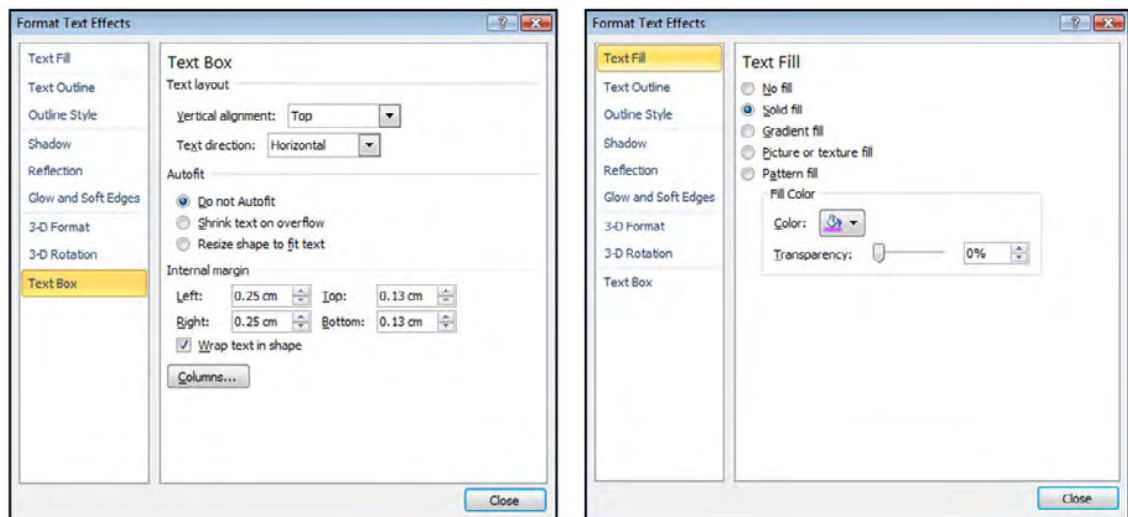 Format Text Effects
Text Fill
Text Outline
Outline Style
Shadow
Reflection
Glow and Soft Edges
3-D Format
3-D Rotation
Text Box
Text Box
Text layout
Vertical alignment: Top
Text direction: Horizontal
Autofit
Do not Autofit
Shrink text on overflow
Resize shape to fit text
Internal margin
Left: 0.25 cm Top: 0.13 cm
Right: 0.25 cm Bottom: 0.13 cm
Wrap text in shape
Columns...
Close
Format Text Effects
Text Fill
Text Outline
Outline Style
Shadow
Reflection
Glow and Soft Edges
3-D Format
3-D Rotation
Text Box
Text Fill
No fill
Solid fill
Gradient fill
Picture or texture fill
Pattern fill
Fill Color
Color:
Transparency: 0%
Close